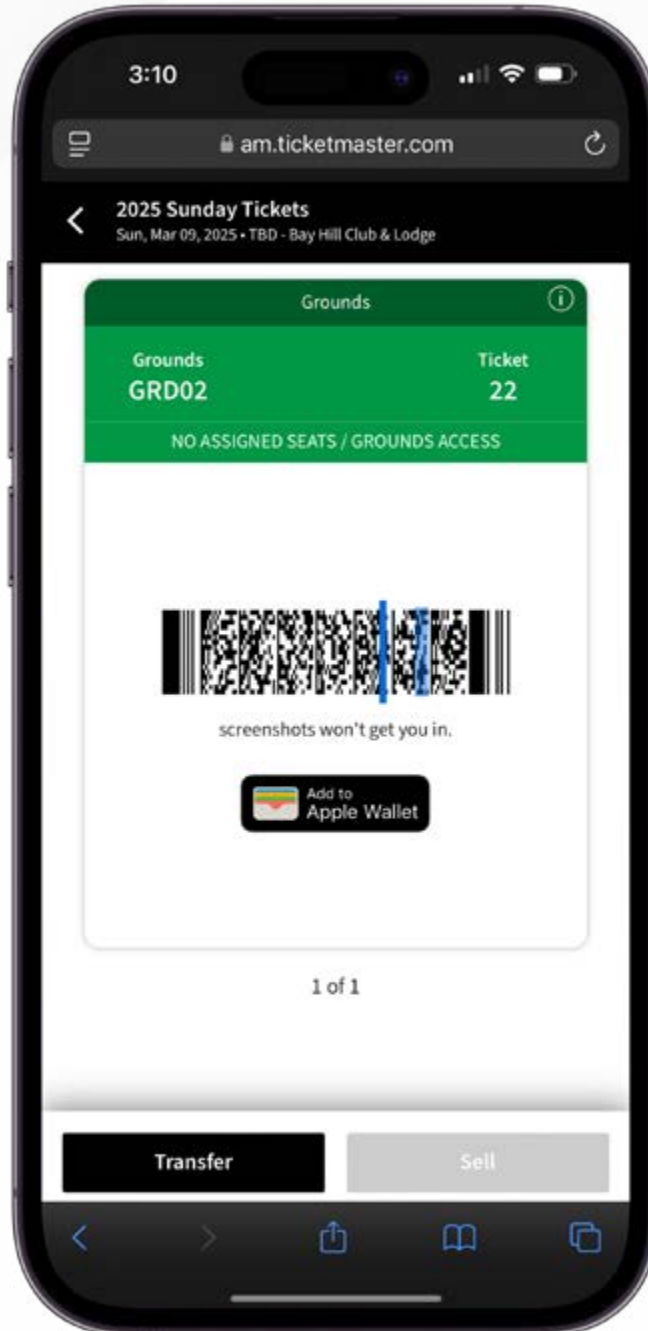 3:10
am.ticketmaster.com
2025 Sunday Tickets
Sun, Mar 09, 2025 • TBD - Bay Hill Club & Lodge
Grounds
Grounds Ticket
GRD02 22
NO ASSIGNED SEATS / GROUNDS ACCESS
screenshots won't get you in.
Add to
Apple Wallet
1 of 1
Transfer Sell